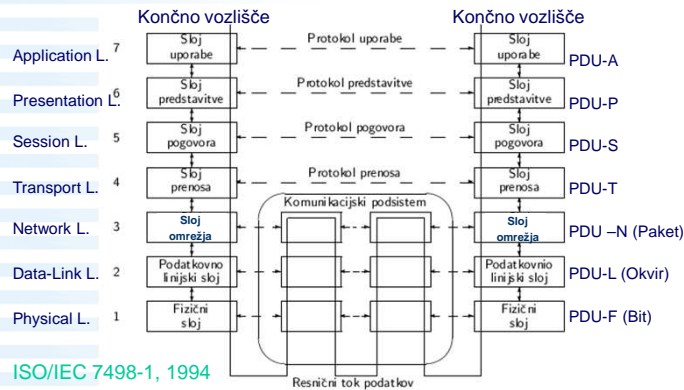 Končno vozlišče Končno vozlišče
Application L. 7 Sloj uporabe Protokol uporabe Sloj uporabe PDU-A
Presentation L. 6 Sloj predstavitve Protokol predstavitve Sloj predstavitve PDU-P
Session L. 5 Sloj pogovora Protokol pogovora Sloj pogovora PDU-S
Transport L. 4 Sloj prenosa Protokol prenosa Sloj prenosa PDU-T
Komunikacijski podsistem
Network L. 3 Sloj omrežja Sloj omrežja PDU –N (Paket)
Data-Link L. 2 Podatkovno linijski sloj Podatkovnio linijski sloj PDU-L (Okvir)
Physical L. 1 Fizični sloj Fizični sloj PDU-F (Bit)
ISO/IEC 7498-1, 1994
Resnični tok podatkov